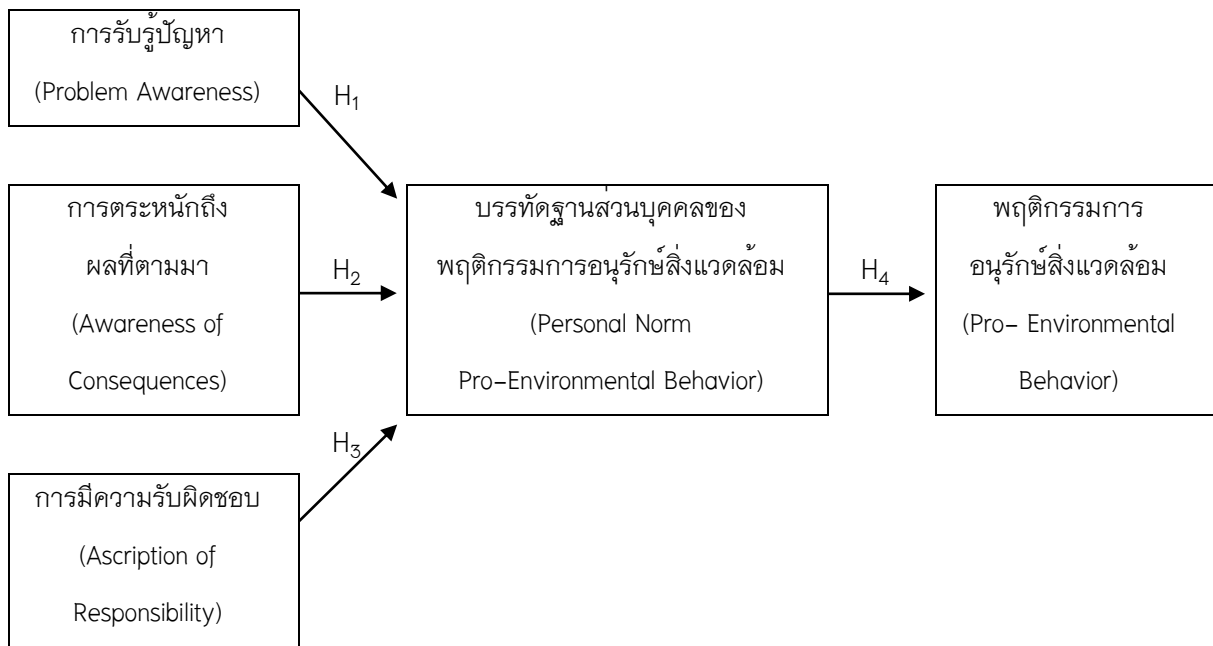 การรับรู้ปัญหา
(Problem Awareness)
H₁
การตระหนักถึง
ผลที่ตามมา
(Awareness of
Consequences)
H₂
บรรทัดฐานส่วนบุคคลของ
พฤติกรรมการอนุรักษ์สิ่งแวดล้อม
(Personal Norm
Pro–Environmental Behavior)
H₄
พฤติกรรมการ
อนุรักษ์สิ่งแวดล้อม
(Pro– Environmental
Behavior)
H₃
การมีความรับผิดชอบ
(Ascription of
Responsibility)